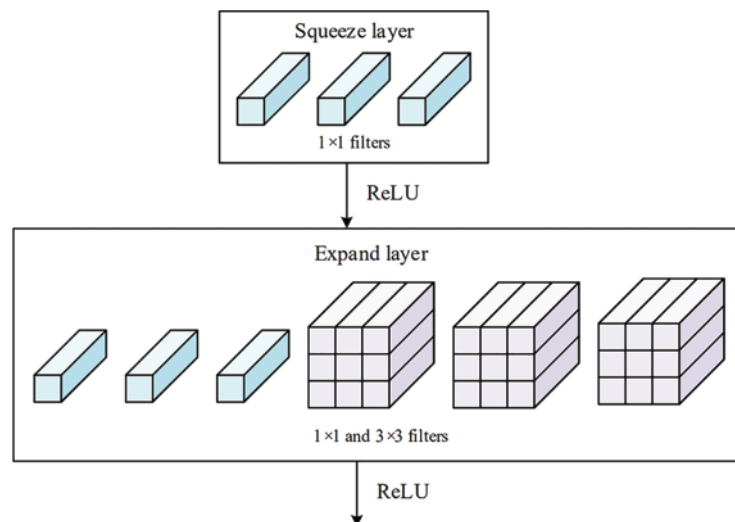 Squeeze layer
1×1 filters
ReLU
Expand layer
1×1 and 3×3 filters
ReLU